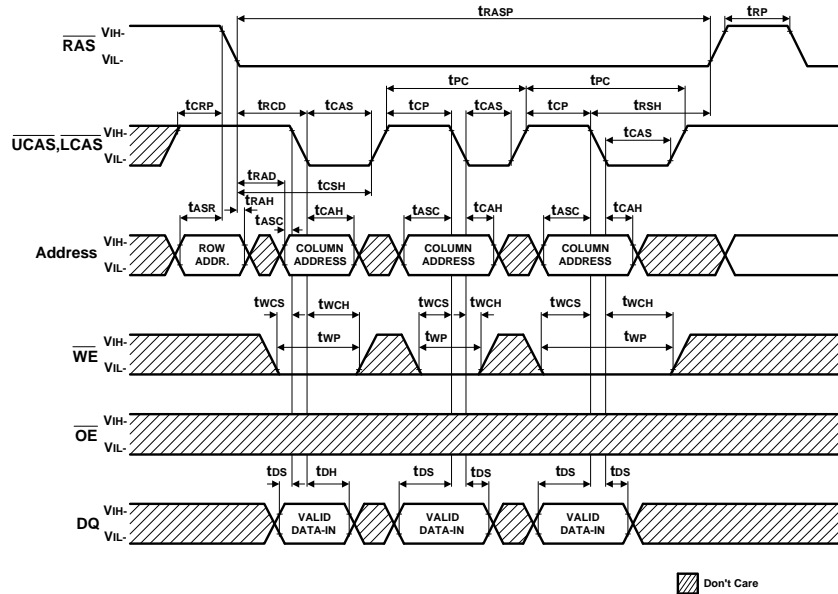 tRASP
tRP
VIH-
RAS
VIL-
tPC
tPC
tCRP
tRCD
tCAS
tCP
tCAS
tCP
tRSH
VIH-
UCAS,LCAS
VIL-
tCAS
tRAD
tCSH
tASR
tRAH
tASC
tCAH
tASC
tCAH
tASC
tCAH
VIH-
Address
VIL-
ROW
ADDR.
COLUMN
ADDRESS
COLUMN
ADDRESS
COLUMN
ADDRESS
tWCS
tWCH
tWCS
tWCH
tWCS
tWCH
VIH-
WE
VIL-
tWP
tWP
tWP
VIH-
OE
VIL-
tDS
tDH
tDS
tDS
tDS
tDS
VIH-
DQ
VIL-
VALID
DATA-IN
VALID
DATA-IN
VALID
DATA-IN
Don't Care